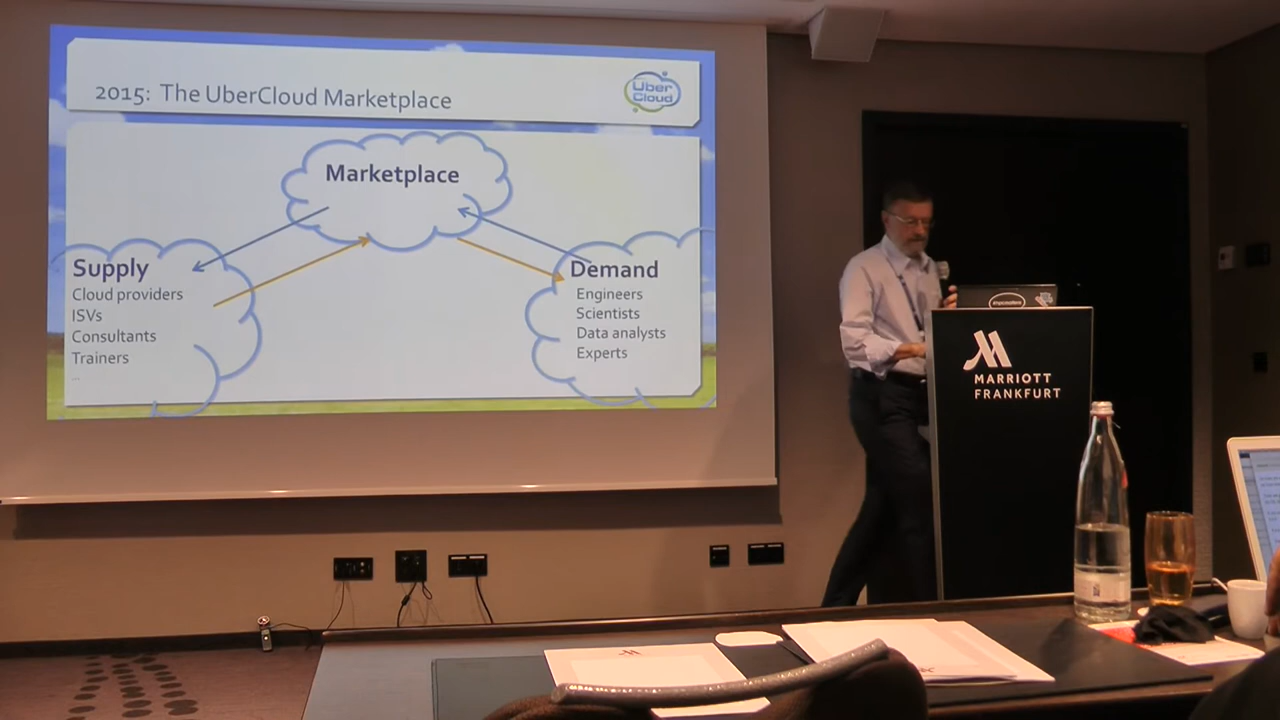 2015: The UberCloud Marketplace
Uber
Cloud
Marketplace
Supply
Cloud providers
ISVs
Consultants
Trainers
...
Demand
Engineers
Scientists
Data analysts
Experts
MARRIOTT
FRANKFURT